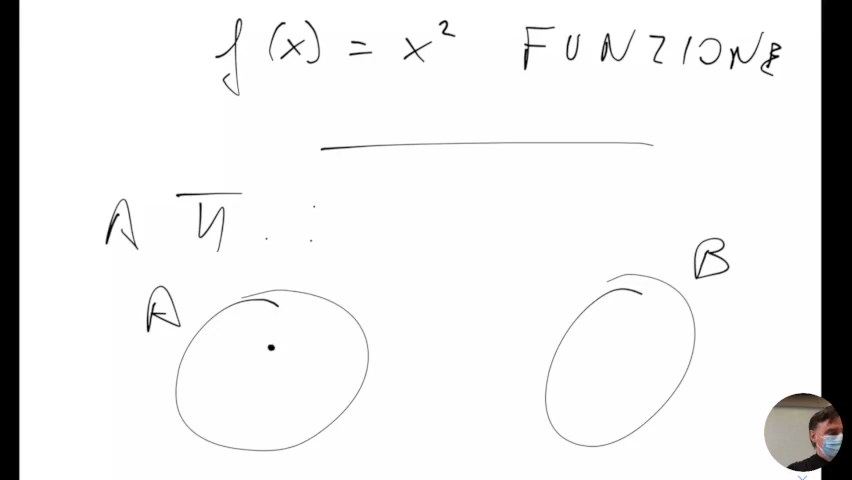 f(x) = x² FUNZIONE
A
A
B